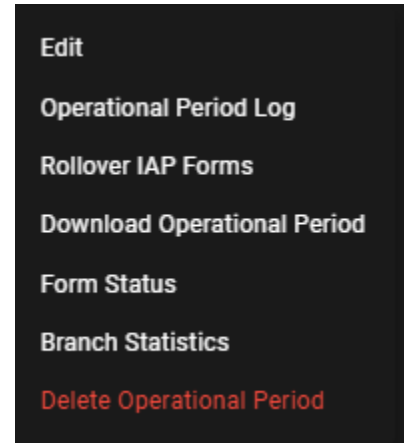 Edit
Operational Period Log
Rollover IAP Forms
Download Operational Period
Form Status
Branch Statistics
Delete Operational Period